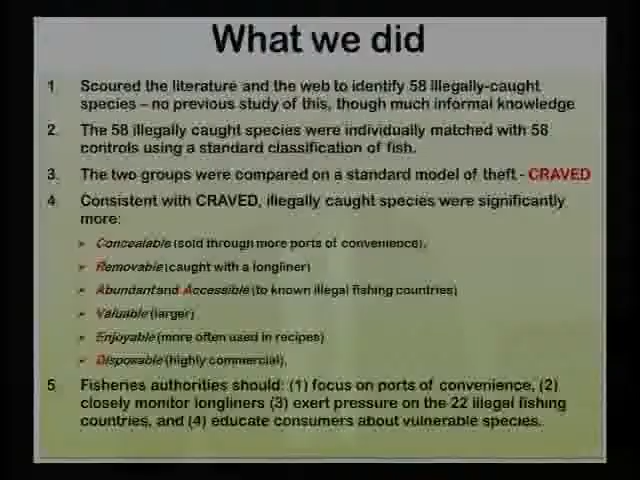 What we did
1. Scoured the literature and the web to identify 58 illegally-caught
species – no previous study of this, though much informal knowledge
2. The 58 illegally caught species were individually matched with 58
controls using a standard classification of fish.
3. The two groups were compared on a standard model of theft - CRAVED
4. Consistent with CRAVED, illegally caught species were significantly
more:
➢ Concealable (sold through more ports of convenience),
➢ Removable (caught with a longliner)
➢ Abundant and Accessible (to known illegal fishing countries)
➢ Valuable (larger)
➢ Enjoyable (more often used in recipes)
➢ Disposable (highly commercial),
5. Fisheries authorities should: (1) focus on ports of convenience, (2)
closely monitor longliners (3) exert pressure on the 22 illegal fishing
countries, and (4) educate consumers about vulnerable species.